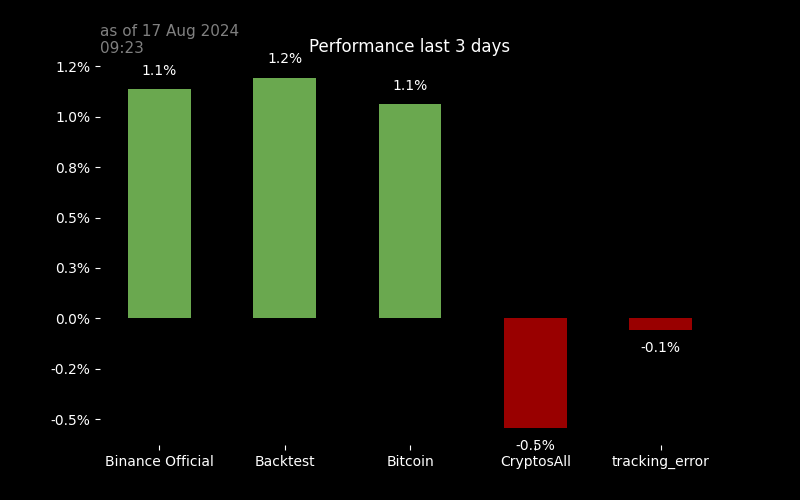 as of 17 Aug 2024
09:23
Performance last 3 days
1.2%
1.0%
0.8%
0.5%
0.3%
0.0%
-0.2%
-0.5%
1.1%
1.2%
1.1%
-0.5%
-0.1%
Binance Official
Backtest
Bitcoin
CryptosAll
tracking_error